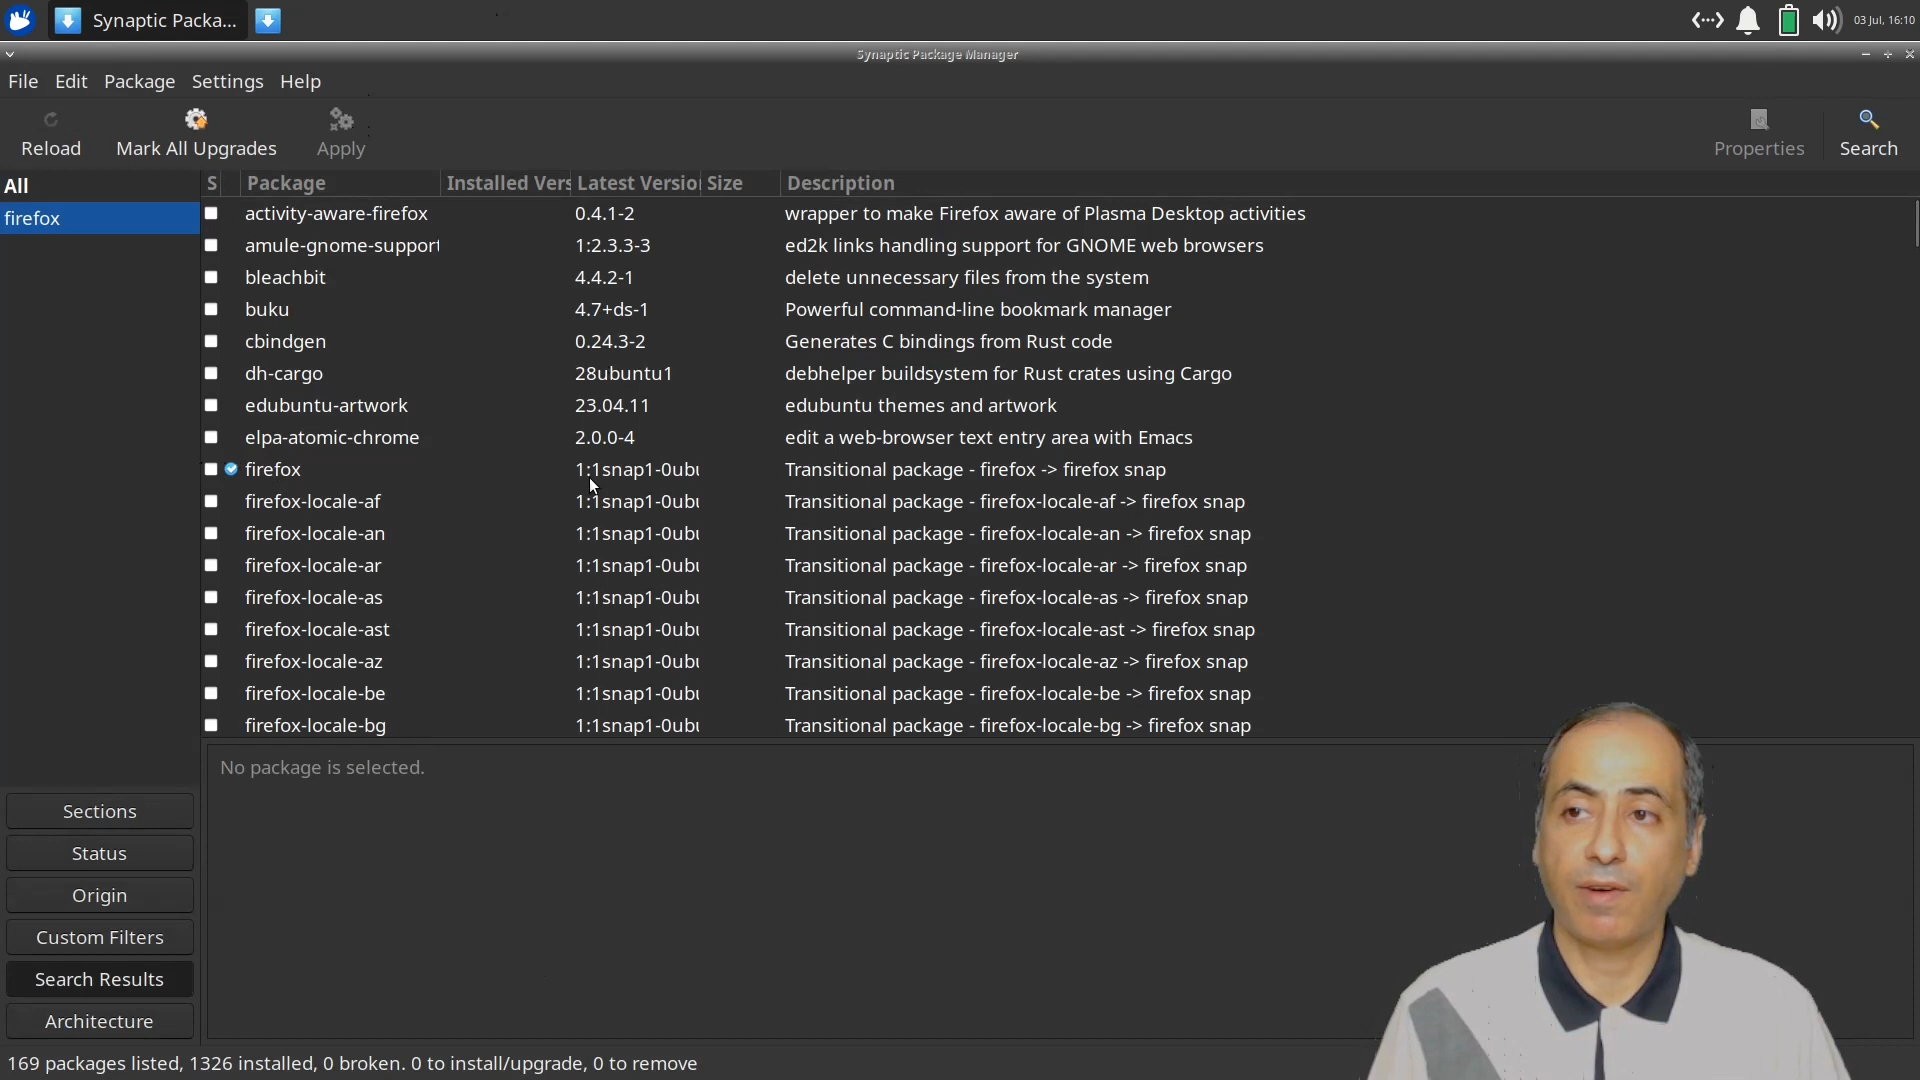 Synaptic Packa...
03 Jul, 16:10
Synaptic Package Manager
File Edit Package Settings Help
Reload Mark All Upgrades Apply Properties Search
All
firefox
S Package Installed Vers Latest Version Size Description
activity-aware-firefox 0.4.1-2 wrapper to make Firefox aware of Plasma Desktop activities
amule-gnome-support 1:2.3.3-3 ed2k links handling support for GNOME web browsers
bleachbit 4.4.2-1 delete unnecessary files from the system
buku 4.7+ds-1 Powerful command-line bookmark manager
cbindgen 0.24.3-2 Generates C bindings from Rust code
dh-cargo 28ubuntu1 debhelper buildsystem for Rust crates using Cargo
edubuntu-artwork 23.04.11 edubuntu themes and artwork
elpa-atomic-chrome 2.0.0-4 edit a web-browser text entry area with Emacs
firefox 1:1snap1-0ubu Transitional package - firefox -> firefox snap
firefox-locale-af 1:1snap1-0ubu Transitional package - firefox-locale-af -> firefox snap
firefox-locale-an 1:1snap1-0ubu Transitional package - firefox-locale-an -> firefox snap
firefox-locale-ar 1:1snap1-0ubu Transitional package - firefox-locale-ar -> firefox snap
firefox-locale-as 1:1snap1-0ubu Transitional package - firefox-locale-as -> firefox snap
firefox-locale-ast 1:1snap1-0ubu Transitional package - firefox-locale-ast -> firefox snap
firefox-locale-az 1:1snap1-0ubu Transitional package - firefox-locale-az -> firefox snap
firefox-locale-be 1:1snap1-0ubu Transitional package - firefox-locale-be -> firefox snap
firefox-locale-bg 1:1snap1-0ubu Transitional package - firefox-locale-bg -> firefox snap
No package is selected.
Sections
Status
Origin
Custom Filters
Search Results
Architecture
169 packages listed, 1326 installed, 0 broken. 0 to install/upgrade, 0 to remove